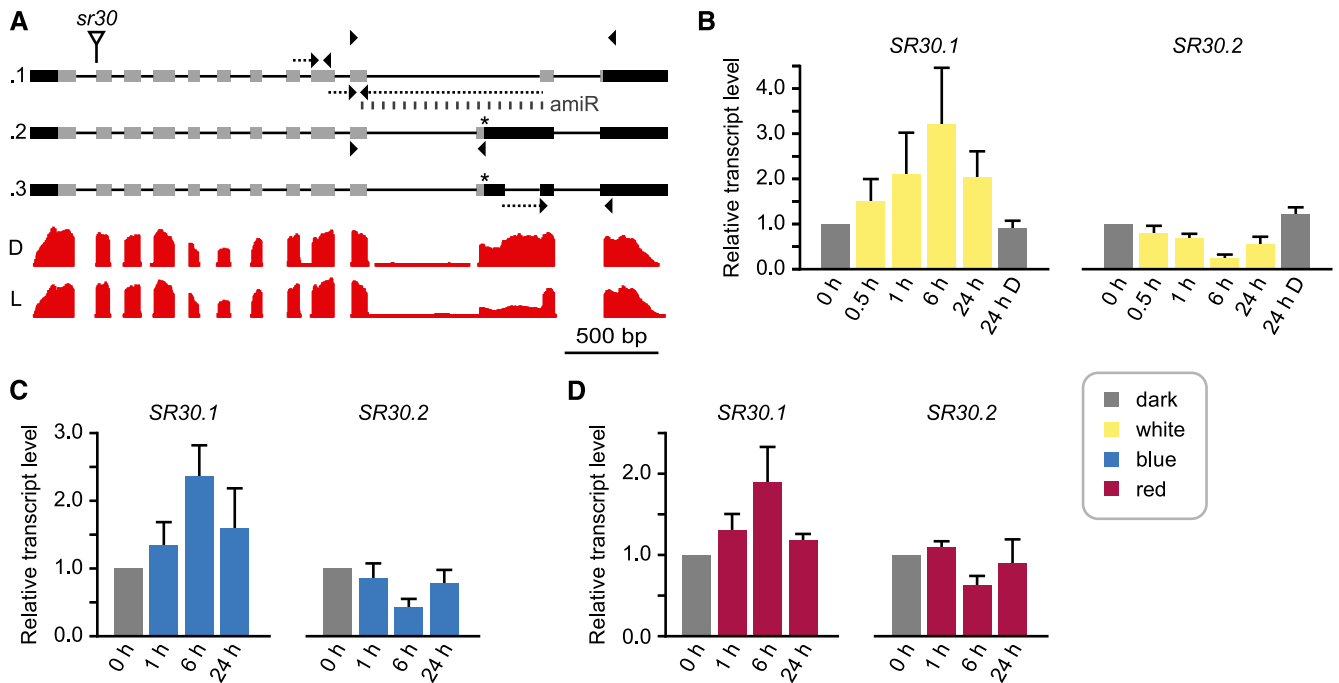 A
sr30
.1
amiR
.2
*
.3
*
D
L
500 bp
B
SR30.1
SR30.2
Relative transcript level
4.0
3.0
2.0
1.0
0.0
0 h
0.5 h
1 h
6 h
24 h
24 h D
0 h
0.5 h
1 h
6 h
24 h
24 h D
C
SR30.1
SR30.2
Relative transcript level
3.0
2.0
1.0
0.0
0 h
1 h
6 h
24 h
0 h
1 h
6 h
24 h
D
SR30.1
SR30.2
Relative transcript level
2.0
1.0
0.0
0 h
1 h
6 h
24 h
0 h
1 h
6 h
24 h
dark
white
blue
red